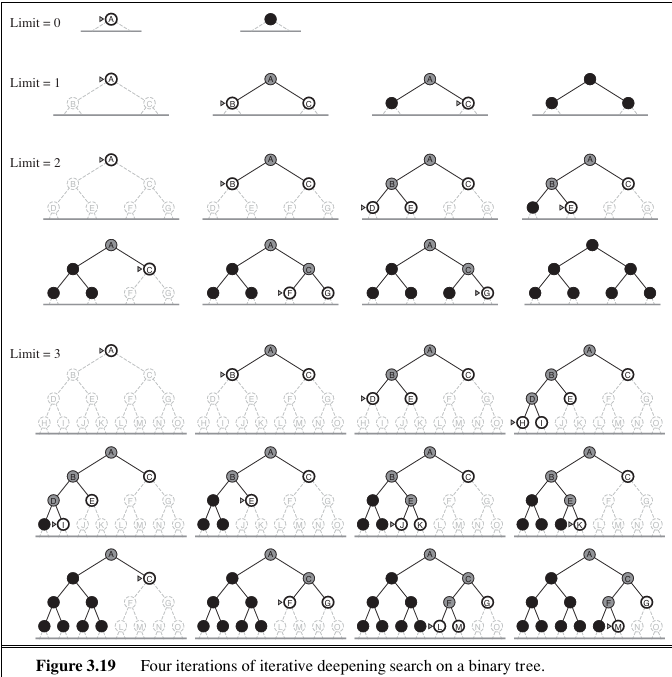 Limit = 0 A
Limit = 1 A A A
B C B C C
Limit = 2 A A A A
B C B C B C B C
D E F G D E F G D E F G E F G
A A A
C C C
F G F G G
Limit = 3 A A A A
B C B C B C B C
D E F G D E F G D E F G D E F G
H I J K L M N O H I J K L M N O H I J K L M N O H I J K L M N O
A A A A
B C B C B C B C
D E F G E F G E F G E F G
I J K L M N O J K L M N O J K L M N O K L M N O
A A A A
C C C C
F G F G F G F G
L M N O L M N O L M N O M N O
Figure 3.19 Four iterations of iterative deepening search on a binary tree.